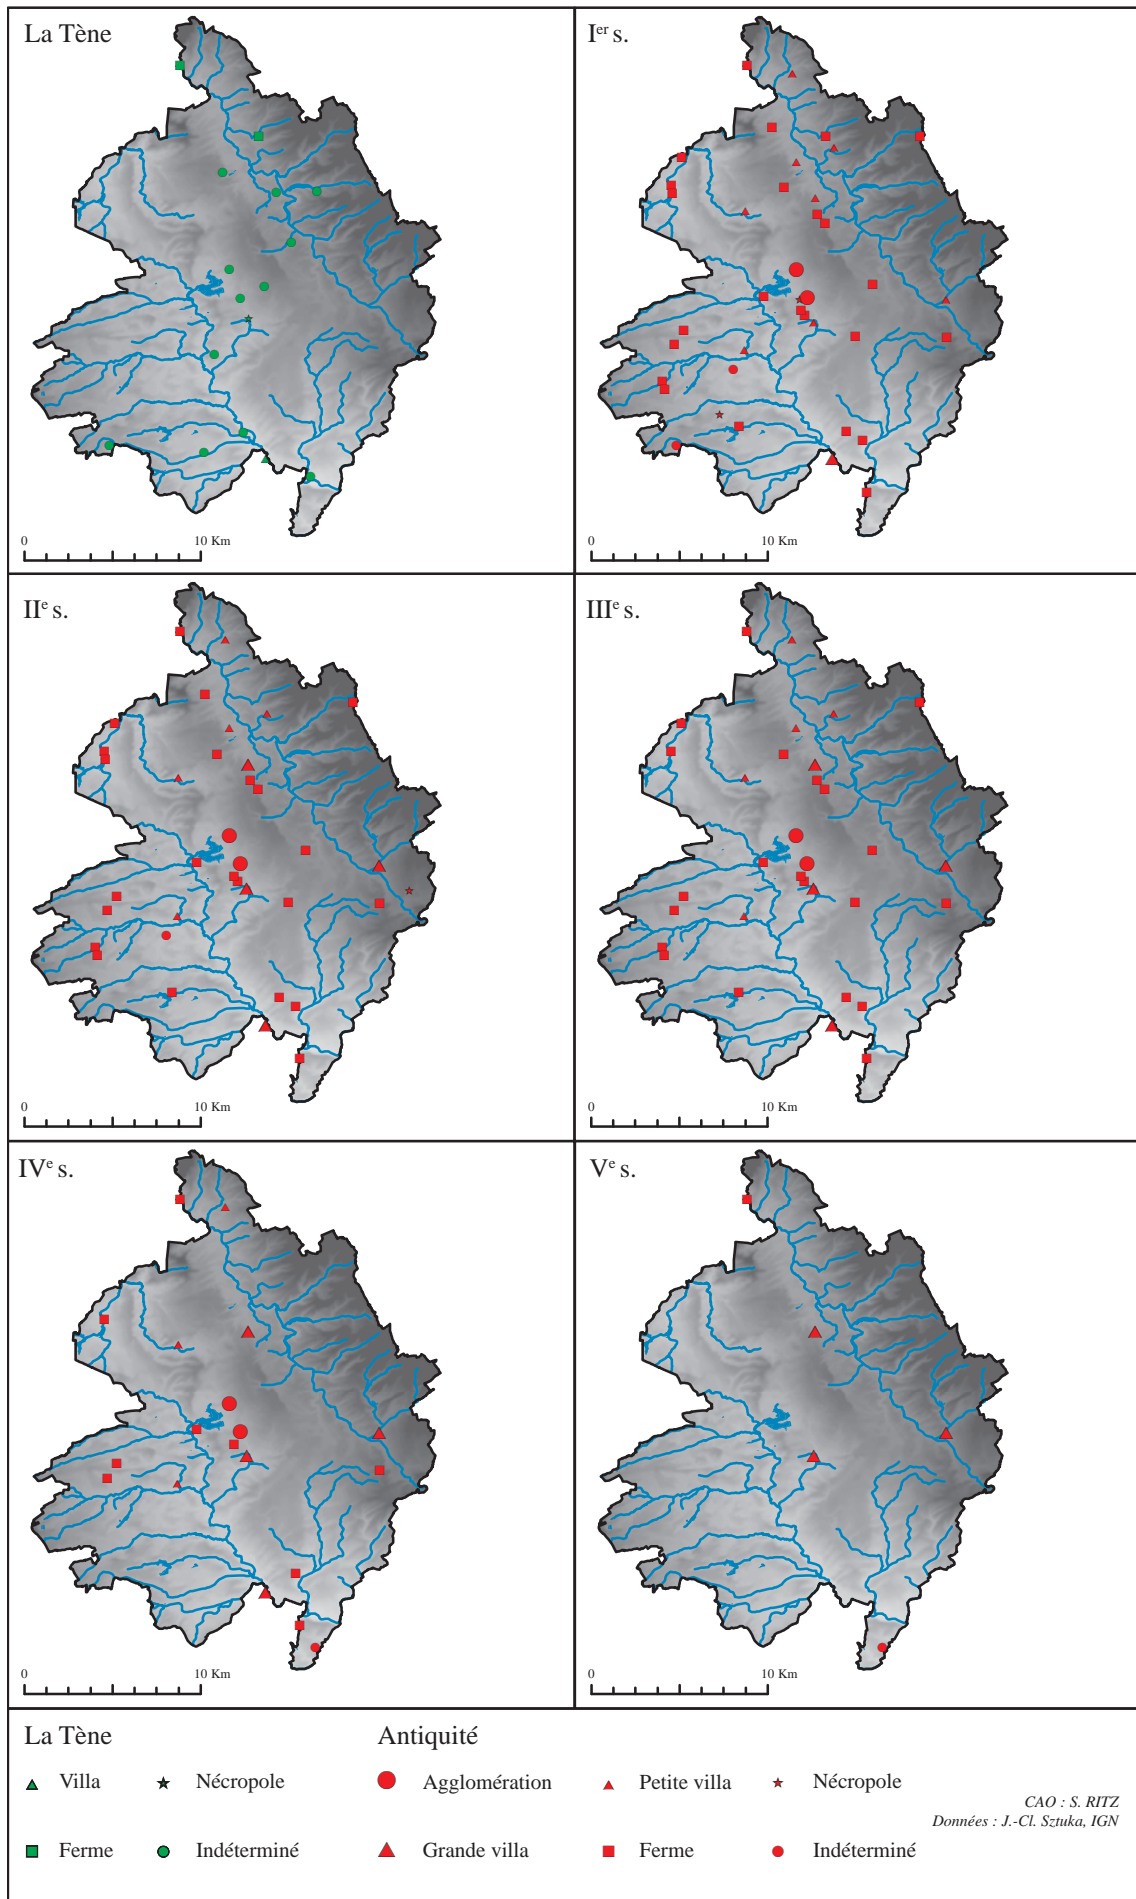 La Tène
0 10 Km
Iᵉʳ s.
0 10 Km
IIᵉ s.
0 10 Km
IIIᵉ s.
0 10 Km
IVᵉ s.
0 10 Km
Vᵉ s.
0 10 Km
La Tène
Antiquité
Villa
Nécropole
Agglomération
Petite villa
Nécropole
Ferme
Indéterminé
Grande villa
Ferme
Indéterminé
CAO : S. RITZ
Données : J.-Cl. Sztuka, IGN